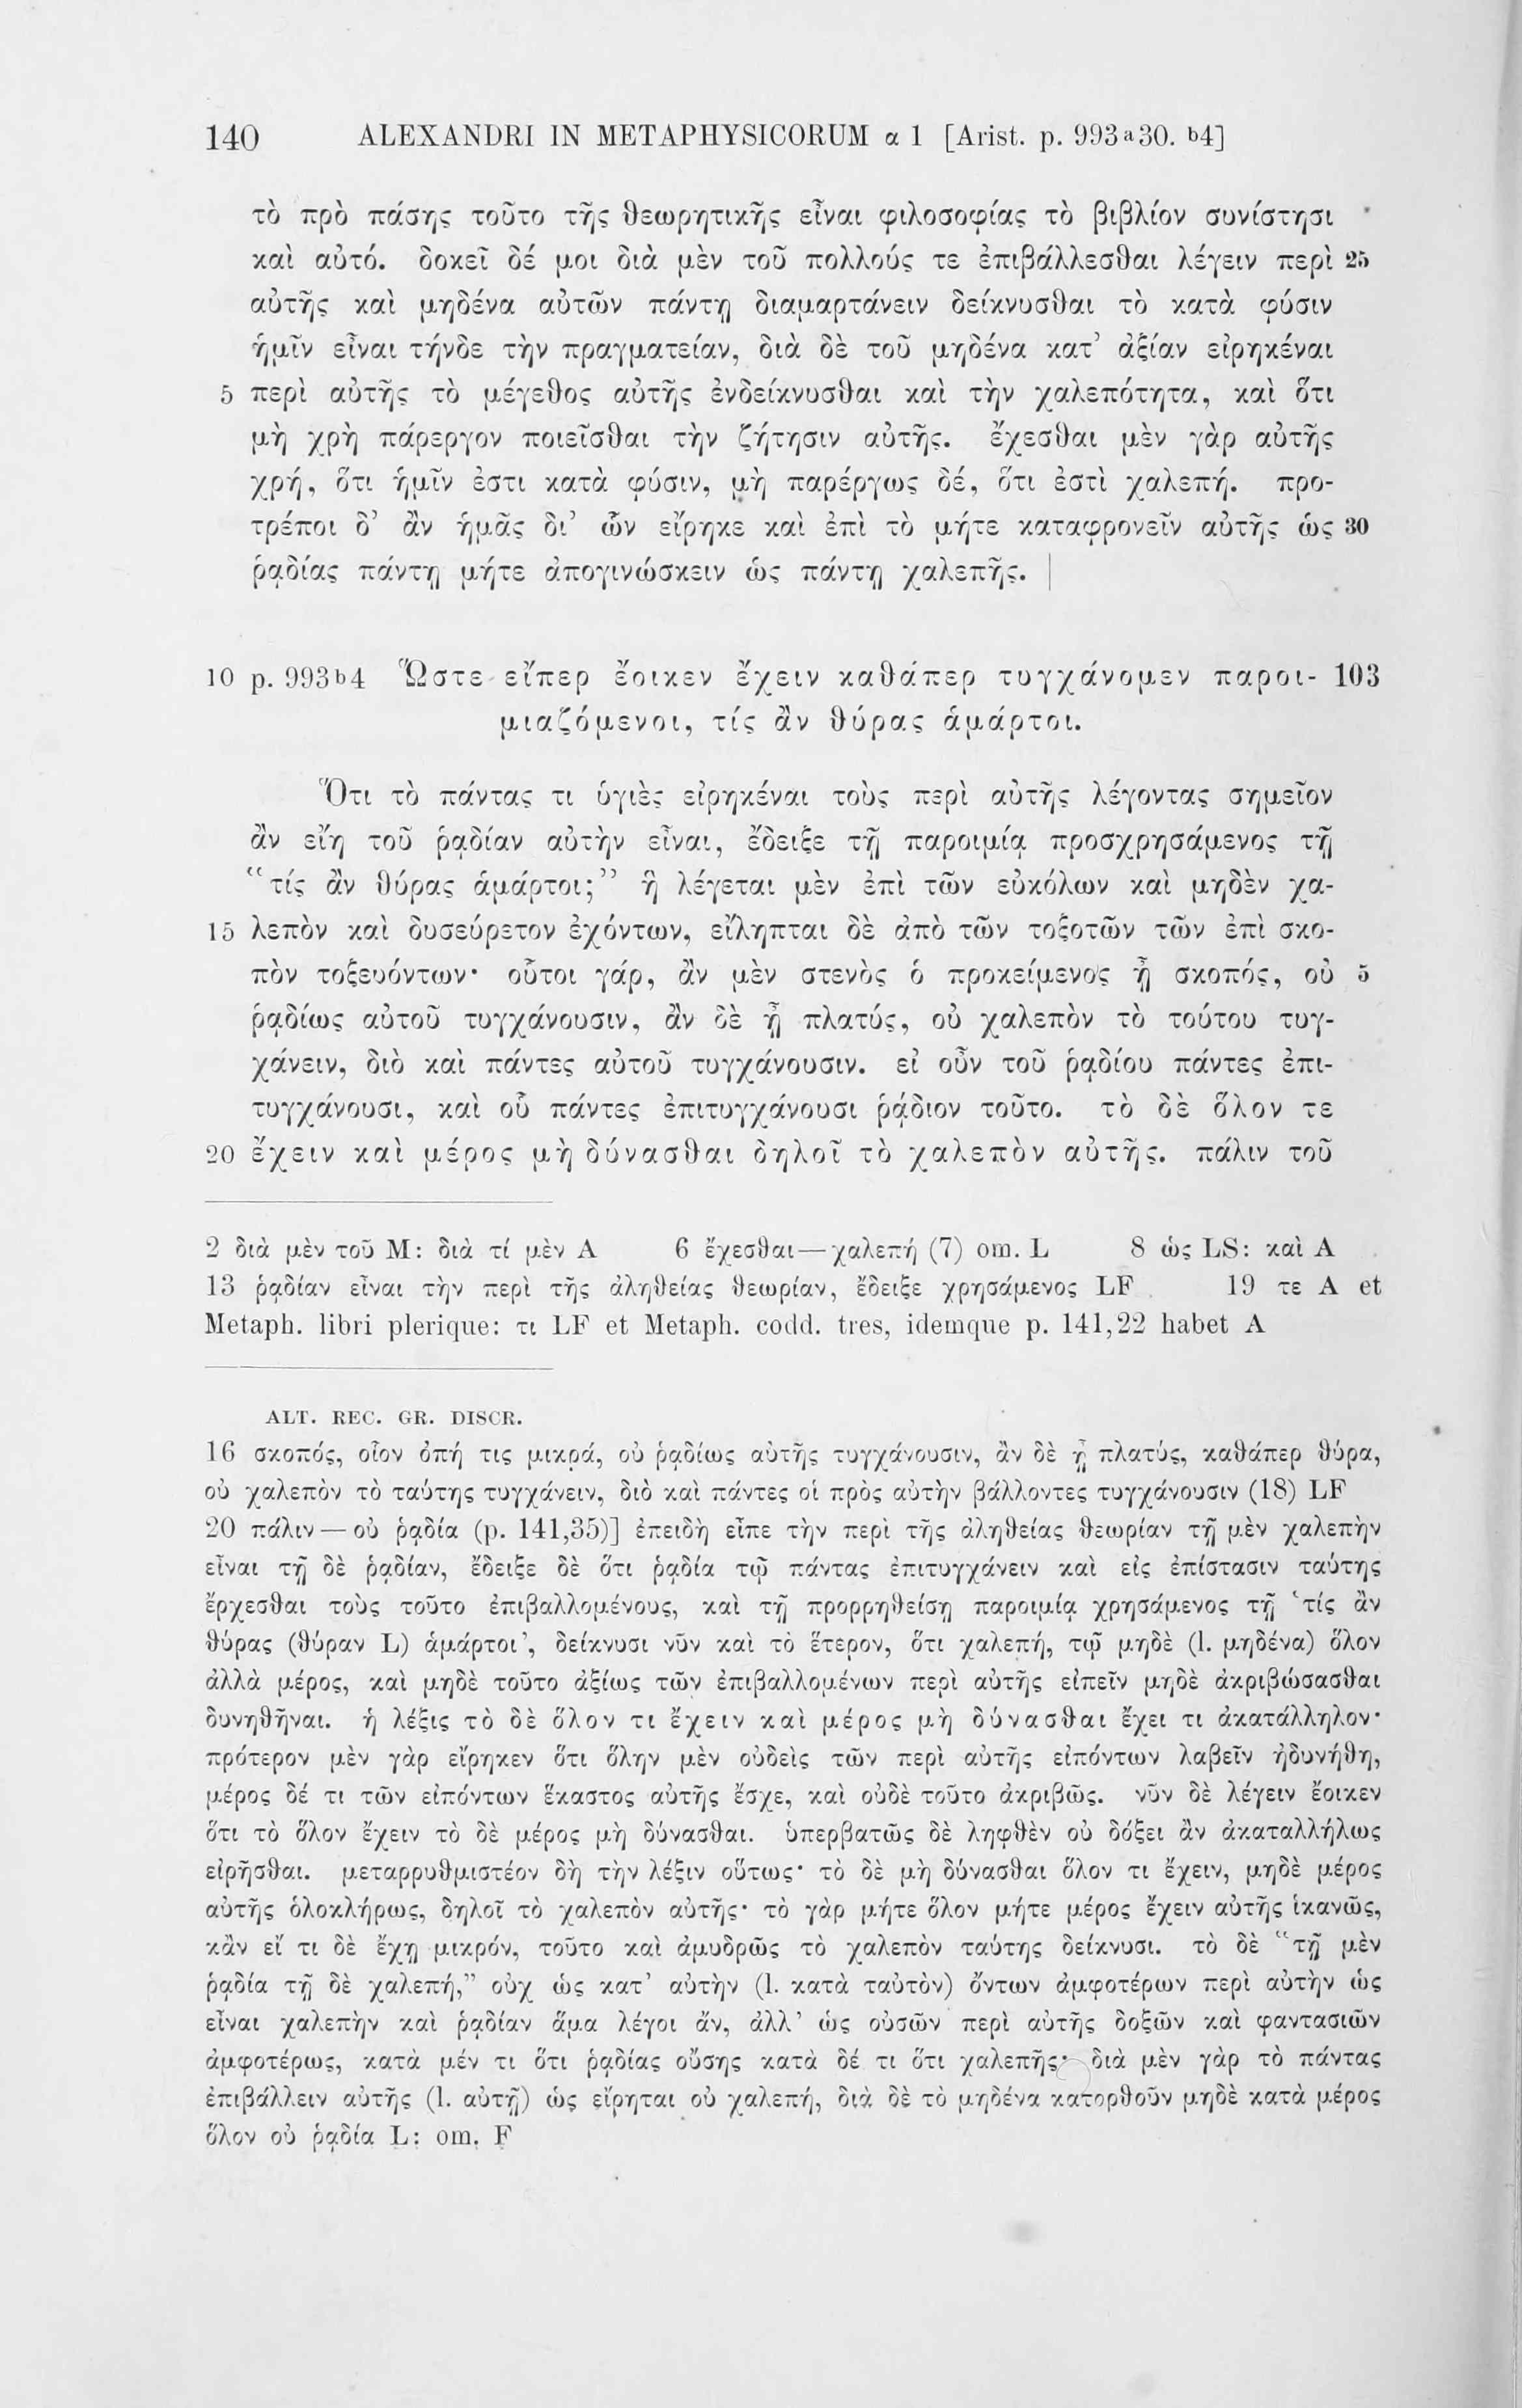 140 ALEXANDRI IN METAPHYSICORUM α 1 [Arist. p. 993ᵃ30. ᵇ4]
τὸ πρὸ πάσης τοῦτο τῆς θεωρητικῆς εἶναι φιλοσοφίας τὸ βιβλίον συνίστησι
καὶ αὐτό. δοκεῖ δέ μοι διὰ μὲν τοῦ πολλούς τε ἐπιβάλλεσθαι λέγειν περὶ 25
αὐτῆς καὶ μηδένα αὐτῶν πάντῃ διαμαρτάνειν δείκνυσθαι τὸ κατὰ φύσιν
ἡμῖν εἶναι τήνδε τὴν πραγματείαν, διὰ δὲ τοῦ μηδένα κατ’ ἀξίαν εἰρηκέναι
5 περὶ αὐτῆς τὸ μέγεθος αὐτῆς ἐνδείκνυσθαι καὶ τὴν χαλεπότητα, καὶ ὅτι
μὴ χρὴ πάρεργον ποιεῖσθαι τὴν ζήτησιν αὐτῆς. ἔχεσθαι μὲν γὰρ αὐτῆς
χρή, ὅτι ἡμῖν ἐστι κατὰ φύσιν, μὴ παρέργως δέ, ὅτι ἐστὶ χαλεπή. προ-
τρέποι δ’ ἂν ἡμᾶς δι’ ὧν εἴρηκε καὶ ἐπὶ τὸ μήτε καταφρονεῖν αὐτῆς ὡς 30
ῥᾳδίας πάντῃ μήτε ἀπογινώσκειν ὡς πάντῃ χαλεπῆς. |
10 p. 993ᵇ4 Ὥστε εἴπερ ἔοικεν ἔχειν καθάπερ τυγχάνομεν παροι- 103
μιαζόμενοι, τίς ἂν θύρας ἁμάρτοι.
Ὅτι τὸ πάντας τι ὑγιὲς εἰρηκέναι τοὺς περὶ αὐτῆς λέγοντας σημεῖον
ἂν εἴη τοῦ ῥᾳδίαν αὐτὴν εἶναι, ἔδειξε τῇ παροιμίᾳ προσχρησάμενος τῇ
“τίς ἂν θύρας ἁμάρτοι;” ἣ λέγεται μὲν ἐπὶ τῶν εὐκόλων καὶ μηδὲν χα-
15 λεπὸν καὶ δυσεύρετον ἐχόντων, εἴληπται δὲ ἀπὸ τῶν τοξοτῶν τῶν ἐπὶ σκο-
πὸν τοξευόντων· οὗτοι γάρ, ἂν μὲν στενὸς ὁ προκείμενος ᾖ σκοπός, οὐ 5
ῥᾳδίως αὐτοῦ τυγχάνουσιν, ἂν δὲ ᾖ πλατύς, οὐ χαλεπὸν τὸ τούτου τυγ-
χάνειν, διὸ καὶ πάντες αὐτοῦ τυγχάνουσιν. εἰ οὖν τοῦ ῥᾳδίου πάντες ἐπι-
τυγχάνουσι, καὶ οὗ πάντες ἐπιτυγχάνουσι ῥᾴδιον τοῦτο. τὸ δὲ ὅλον τε
20 ἔχειν καὶ μέρος μὴ δύνασθαι δηλοῖ τὸ χαλεπὸν αὐτῆς. πάλιν τοῦ
2 διὰ μὲν τοῦ M: διὰ τί μὲν A 6 ἔχεσθαι—χαλεπή (7) om. L 8 ὡς LS: καὶ A
13 ῥᾳδίαν εἶναι τὴν περὶ τῆς ἀληθείας θεωρίαν, ἔδειξε χρησάμενος LF 19 τε A et
Metaph. libri plerique: τι LF et Metaph. codd. tres, idemque p. 141,22 habet A
ALT. REC. GR. DISCR.
16 σκοπός, οἷον ὀπή τις μικρά, οὐ ῥᾳδίως αὐτῆς τυγχάνουσιν, ἂν δὲ ᾖ πλατύς, καθάπερ θύρα,
οὐ χαλεπὸν τὸ ταύτης τυγχάνειν, διὸ καὶ πάντες οἱ πρὸς αὐτὴν βάλλοντες τυγχάνουσιν (18) LF
20 πάλιν — οὐ ῥᾳδία (p. 141,35)] ἐπειδὴ εἶπε τὴν περὶ τῆς ἀληθείας θεωρίαν τῇ μὲν χαλεπὴν
εἶναι τῇ δὲ ῥᾳδίαν, ἔδειξε δὲ ὅτι ῥᾳδία τῷ πάντας ἐπιτυγχάνειν καὶ εἰς ἐπίστασιν ταύτης
ἔρχεσθαι τοὺς τοῦτο ἐπιβαλλομένους, καὶ τῇ προρρηθείσῃ παροιμίᾳ χρησάμενος τῇ ‘τίς ἂν
θύρας (θύραν L) ἁμάρτοι’, δείκνυσι νῦν καὶ τὸ ἕτερον, ὅτι χαλεπή, τῷ μηδὲ (l. μηδένα) ὅλον
ἀλλὰ μέρος, καὶ μηδὲ τοῦτο ἀξίως τῶν ἐπιβαλλομένων περὶ αὐτῆς εἰπεῖν μηδὲ ἀκριβώσασθαι
δυνηθῆναι. ἡ λέξις τὸ δὲ ὅλον τι ἔχειν καὶ μέρος μὴ δύνασθαι ἔχει τι ἀκατάλληλον·
πρότερον μὲν γὰρ εἴρηκεν ὅτι ὅλην μὲν οὐδεὶς τῶν περὶ αὐτῆς εἰπόντων λαβεῖν ἠδυνήθη,
μέρος δέ τι τῶν εἰπόντων ἕκαστος αὐτῆς ἔσχε, καὶ οὐδὲ τοῦτο ἀκριβῶς. νῦν δὲ λέγειν ἔοικεν
ὅτι τὸ ὅλον ἔχειν τὸ δὲ μέρος μὴ δύνασθαι. ὑπερβατῶς δὲ ληφθὲν οὐ δόξει ἂν ἀκαταλλήλως
εἰρῆσθαι. μεταρρυθμιστέον δὴ τὴν λέξιν οὕτως· τὸ δὲ μὴ δύνασθαι ὅλον τι ἔχειν, μηδὲ μέρος
αὐτῆς ὁλοκλήρως, δηλοῖ τὸ χαλεπὸν αὐτῆς· τὸ γὰρ μήτε ὅλον μήτε μέρος ἔχειν αὐτῆς ἱκανῶς,
κἂν εἴ τι δὲ ἔχῃ μικρόν, τοῦτο καὶ ἀμυδρῶς τὸ χαλεπὸν ταύτης δείκνυσι. τὸ δὲ “τῇ μὲν
ῥᾳδία τῇ δὲ χαλεπή,” οὐχ ὡς κατ’ αὐτὴν (l. κατὰ ταὐτὸν) ὄντων ἀμφοτέρων περὶ αὐτὴν ὡς
εἶναι χαλεπὴν καὶ ῥᾳδίαν ἅμα λέγοι ἄν, ἀλλ’ ὡς οὐσῶν περὶ αὐτῆς δοξῶν καὶ φαντασιῶν
ἀμφοτέρως, κατὰ μέν τι ὅτι ῥᾳδίας οὔσης κατὰ δέ τι ὅτι χαλεπῆς· διὰ μὲν γὰρ τὸ πάντας
ἐπιβάλλειν αὐτῆς (l. αὐτῇ) ὡς εἴρηται οὐ χαλεπή, διὰ δὲ τὸ μηδένα κατορθοῦν μηδὲ κατὰ μέρος
ὅλον οὐ ῥᾳδία L: om. F